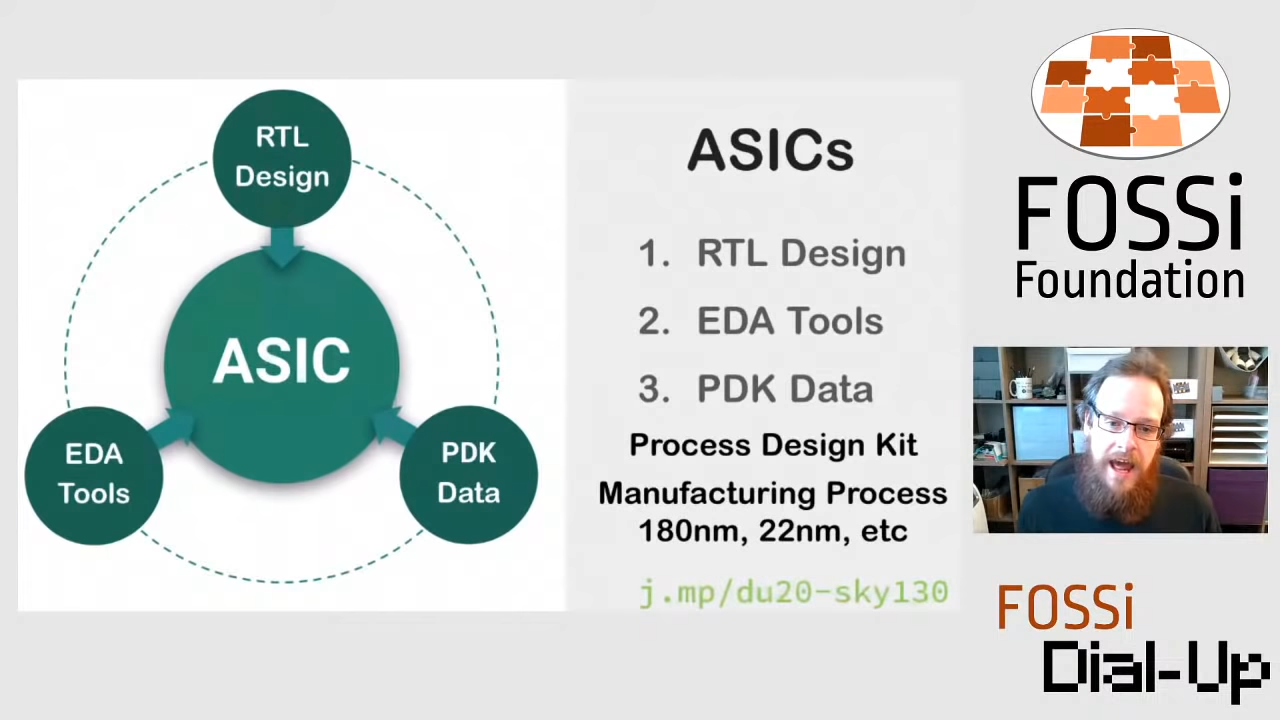 RTL
Design
ASIC
EDA
Tools
PDK
Data
ASICs
1. RTL Design
2. EDA Tools
3. PDK Data
Process Design Kit
Manufacturing Process
180nm, 22nm, etc
j.mp/du20-sky130
FOSSi
Foundation
FOSSi
Dial-Up